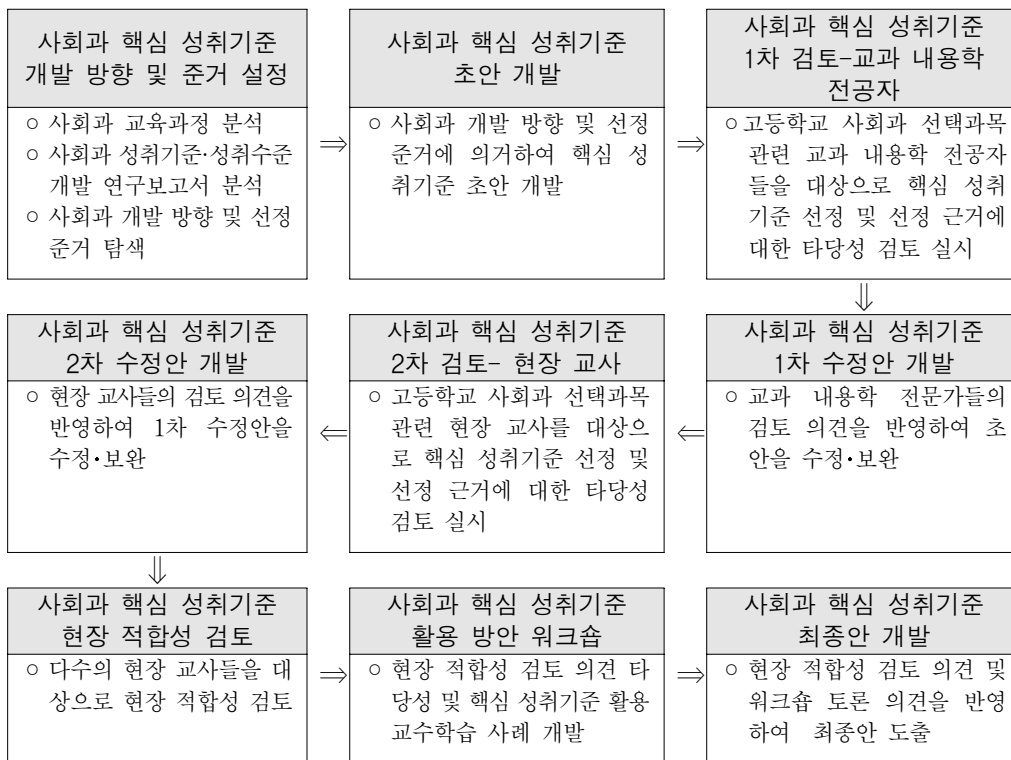 사회과 핵심 성취기준
개발 방향 및 준거 설정
○ 사회과 교육과정 분석
○ 사회과 성취기준·성취수준
개발 연구보고서 분석
○ 사회과 개발 방향 및 선정
준거 탐색
⇒
사회과 핵심 성취기준
초안 개발
○ 사회과 개발 방향 및 선정
준거에 의거하여 핵심 성
취기준 초안 개발
⇒
사회과 핵심 성취기준
1차 검토-교과 내용학
전공자
○ 고등학교 사회과 선택과목
관련 교과 내용학 전공자
들을 대상으로 핵심 성취
기준 선정 및 선정 근거에
대한 타당성 검토 실시
⇓
사회과 핵심 성취기준
1차 수정안 개발
○ 교과 내용학 전문가들의
검토 의견을 반영하여 초
안을 수정·보완
⇐
사회과 핵심 성취기준
2차 검토- 현장 교사
○ 고등학교 사회과 선택과목
관련 현장 교사를 대상으
로 핵심 성취기준 선정 및
선정 근거에 대한 타당성
검토 실시
⇐
사회과 핵심 성취기준
2차 수정안 개발
○ 현장 교사들의 검토 의견을
반영하여 1차 수정안을
수정·보완
⇓
사회과 핵심 성취기준
현장 적합성 검토
○ 다수의 현장 교사들을 대
상으로 현장 적합성 검토
⇒
사회과 핵심 성취기준
활용 방안 워크숍
○ 현장 적합성 검토 의견 타
당성 및 핵심 성취기준 활용
교수학습 사례 개발
⇒
사회과 핵심 성취기준
최종안 개발
○ 현장 적합성 검토 의견 및
워크숍 토론 의견을 반영
하여 최종안 도출